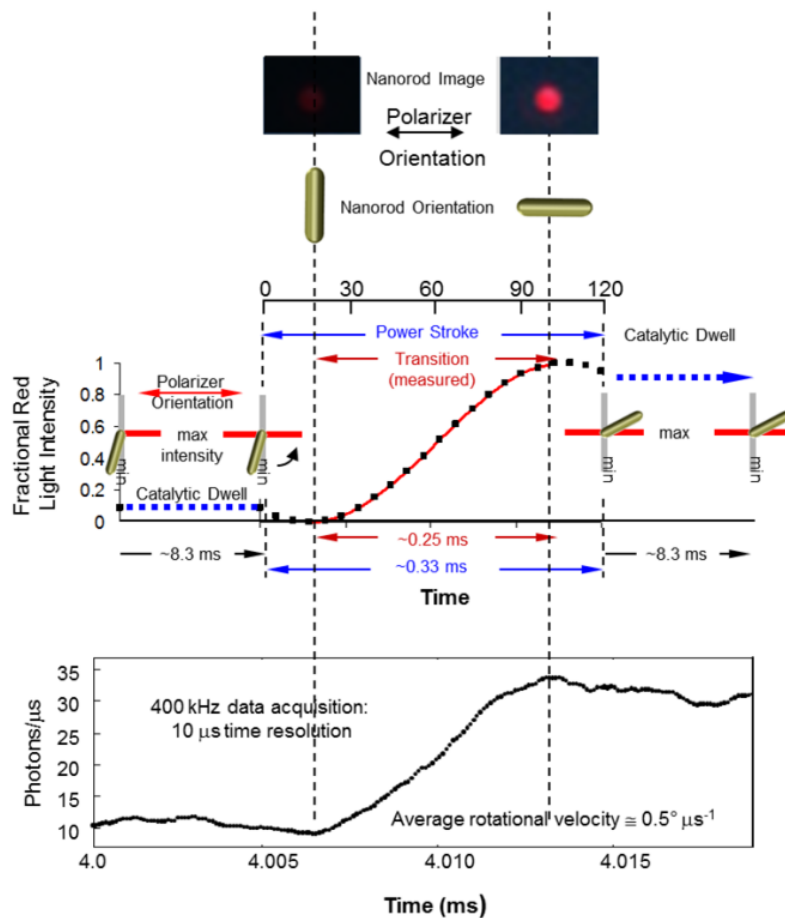 Nanorod Image
Polarizer
Orientation
Nanorod Orientation
0 30 60 90 120
Power Stroke
Catalytic Dwell
Transition
(measured)
Fractional Red
Light Intensity
1
0.8
0.6
0.4
0.2
0
Polarizer
Orientation
max
intensity
min
min
Catalytic Dwell
max
min
min
~0.25 ms
~8.3 ms
~0.33 ms
~8.3 ms
Time
Photons/µs
35
30
25
20
15
10
400 kHz data acquisition:
10 µs time resolution
Average rotational velocity ≅ 0.5° µs⁻¹
4.0 4.005 4.010 4.015
Time (ms)